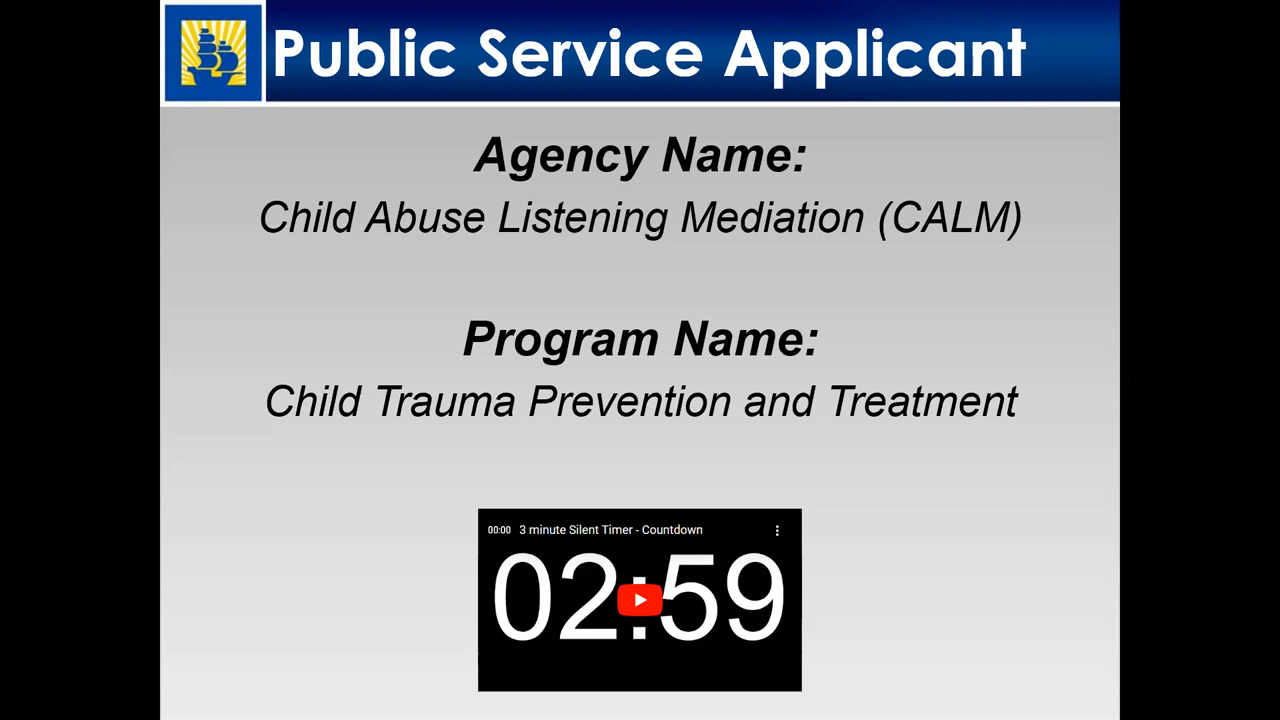 Public Service Applicant
Agency Name:
Child Abuse Listening Mediation (CALM)
Program Name:
Child Trauma Prevention and Treatment
00:00 3 minute Silent Timer - Countdown
02:59